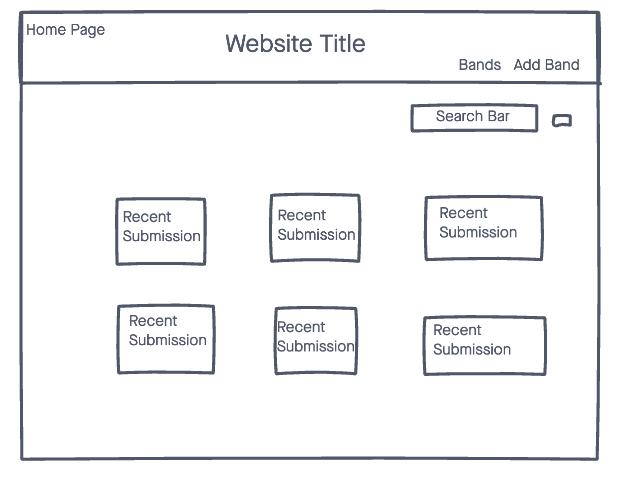 Home Page
Website Title
Bands Add Band
Search Bar
Recent
Submission
Recent
Submission
Recent
Submission
Recent
Submission
Recent
Submission
Recent
Submission